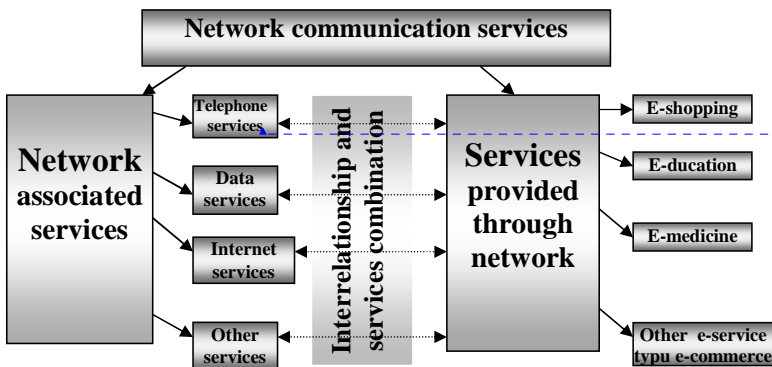 Network communication services
Network
associated
services
Telephone
services
Data
services
Internet
services
Other
services
Interrelationship and
services combination
Services
provided
through
network
E-shopping
E-ducation
E-medicine
Other e-service
typu e-commerce